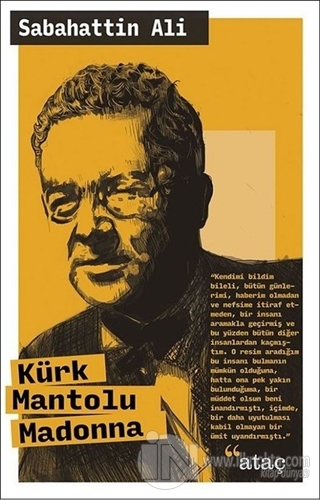 Sabahattin Ali
"Kendimi bildim
bileli, bütün günle-
rimi, haberim olmadan
ve nefsime itiraf et-
meden, bir insanı
aramakla geçirmiş ve
bu yüzden bütün diğer
insanlardan kaçmış-
tım. O resim aradığım
bu insanı bulmanın
mümkün olduğuna,
hatta ona pek yakın
bulunduğuma, bir
müddet olsun beni
inandırmıştı, içimde,
bir daha uyutulması
kabil olmayan bir
ümit uyandırmıştı."
Kürk
Mantolu
Madonna
ataç